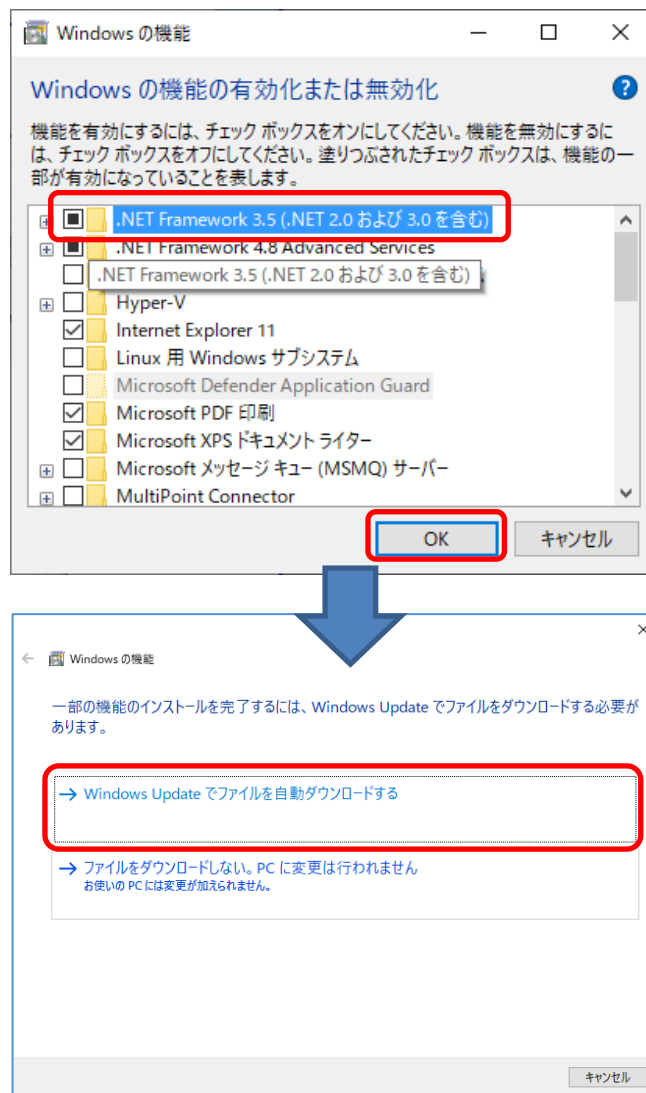 Windows の機能
Windows の機能の有効化または無効化
機能を有効にするには、チェック ボックスをオンにしてください。機能を無効にするに
は、チェック ボックスをオフにしてください。塗りつぶされたチェック ボックスは、機能の一
部が有効になっていることを表します。
.NET Framework 3.5 (.NET 2.0 および 3.0 を含む)
.NET Framework 4.8 Advanced Services
.NET Framework 3.5 (.NET 2.0 および 3.0 を含む)
Hyper-V
Internet Explorer 11
Linux 用 Windows サブシステム
Microsoft Defender Application Guard
Microsoft PDF 印刷
Microsoft XPS ドキュメント ライター
Microsoft メッセージ キュー (MSMQ) サーバー
MultiPoint Connector
OK キャンセル
Windows の機能
一部の機能のインストールを完了するには、Windows Update でファイルをダウンロードする必要が
あります。
→ Windows Update でファイルを自動ダウンロードする
→ ファイルをダウンロードしない。PC に変更は行われません
お使いの PC には変更が加えられません。
キャンセル